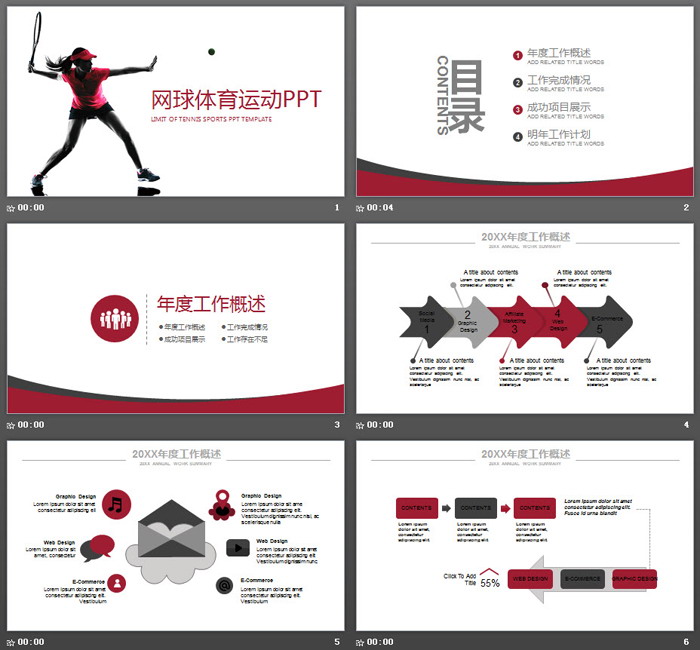 网球体育运动PPT
LIMIT OF TENNIS SPORTS PPT TEMPLATE
00:00
1
目录
CONTENTS
1 年度工作概述
ADD RELATED TITLE WORDS
2 工作完成情况
ADD RELATED TITLE WORDS
3 成功项目展示
ADD RELATED TITLE WORDS
4 明年工作计划
ADD RELATED TITLE WORDS
00:04
2
年度工作概述
年度工作概述 工作完成情况
成功项目展示 工作存在不足
00:00
3
20XX年度工作概述
20XX ANNUAL WORK SUMMARY
A title about contents
Lorem ipsum dolor sit amet
consectetur adipiscing elit.
A title about contents
Lorem ipsum dolor sit amet
consectetur adipiscing elit.
Social
Media
1
2
Graphic
Design
Affiliate
Marketing
3
4
Web
Design
E-Commerce
5
A title about contents
Lorem ipsum dolor sit amet,
consectetur adipiscing elit.
Vestibulum dignissim nunc nisi, ac
scelerisque
A title about contents
Lorem ipsum dolor sit amet,
consectetur adipiscing elit.
Vestibulum dignissim nunc nisi, ac
scelerisque
A title about contents
Lorem ipsum dolor sit amet,
consectetur adipiscing elit.
Vestibulum dignissim nunc nisi, ac
scelerisque
00:00
4
20XX年度工作概述
20XX ANNUAL WORK SUMMARY
Graphic Design
Lorem ipsum dolor sit amet
consectetur adipiscing elit
Web Design
Lorem ipsum dolor sit
amet, consectetur
E-Commerce
Lorem ipsum dolor sit amet,
consectetur adipiscing elit.
Vestibulum
Graphic Design
Lorem ipsum dolor sit amet,
consectetur adipiscing elit.
Vestibulum dignissim nunc nisi, ac
scelerisque nulla
Web Design
Lorem ipsum dolor sit amet,
consectetur adipiscing elit.
Vestibulum dignissim nunc
E-Commerce
Lorem ipsum dolor sit amet,
consectetur adipiscing elit.
Vestibulum
00:00
5
20XX年度工作概述
20XX ANNUAL WORK SUMMARY
CONTENTS
CONTENTS
CONTENTS
Lorem ipsum dolor sit amet
consectetur adipiscing elit.
Fusce id urna blandit
Lorem ipsum
dolor sit amet,
adipiscing elit.
Lorem ipsum
dolor sit amet,
adipiscing elit.
Lorem ipsum
dolor sit amet,
adipiscing elit.
Click To Add
Title
55%
WEB DESIGN
E-COMMERCE
GRAPHIC DESIGN
00:00
6